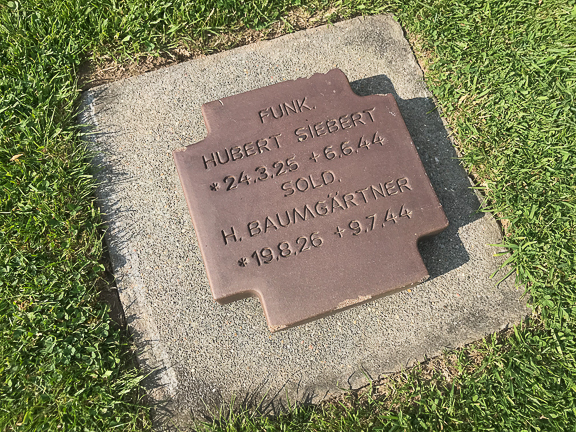 FUNK.
HUBERT SIEBERT
*24.3.25 +6.6.44
SOLD.
H. BAUMGÄRTNER
*19.8.26 +9.7.44